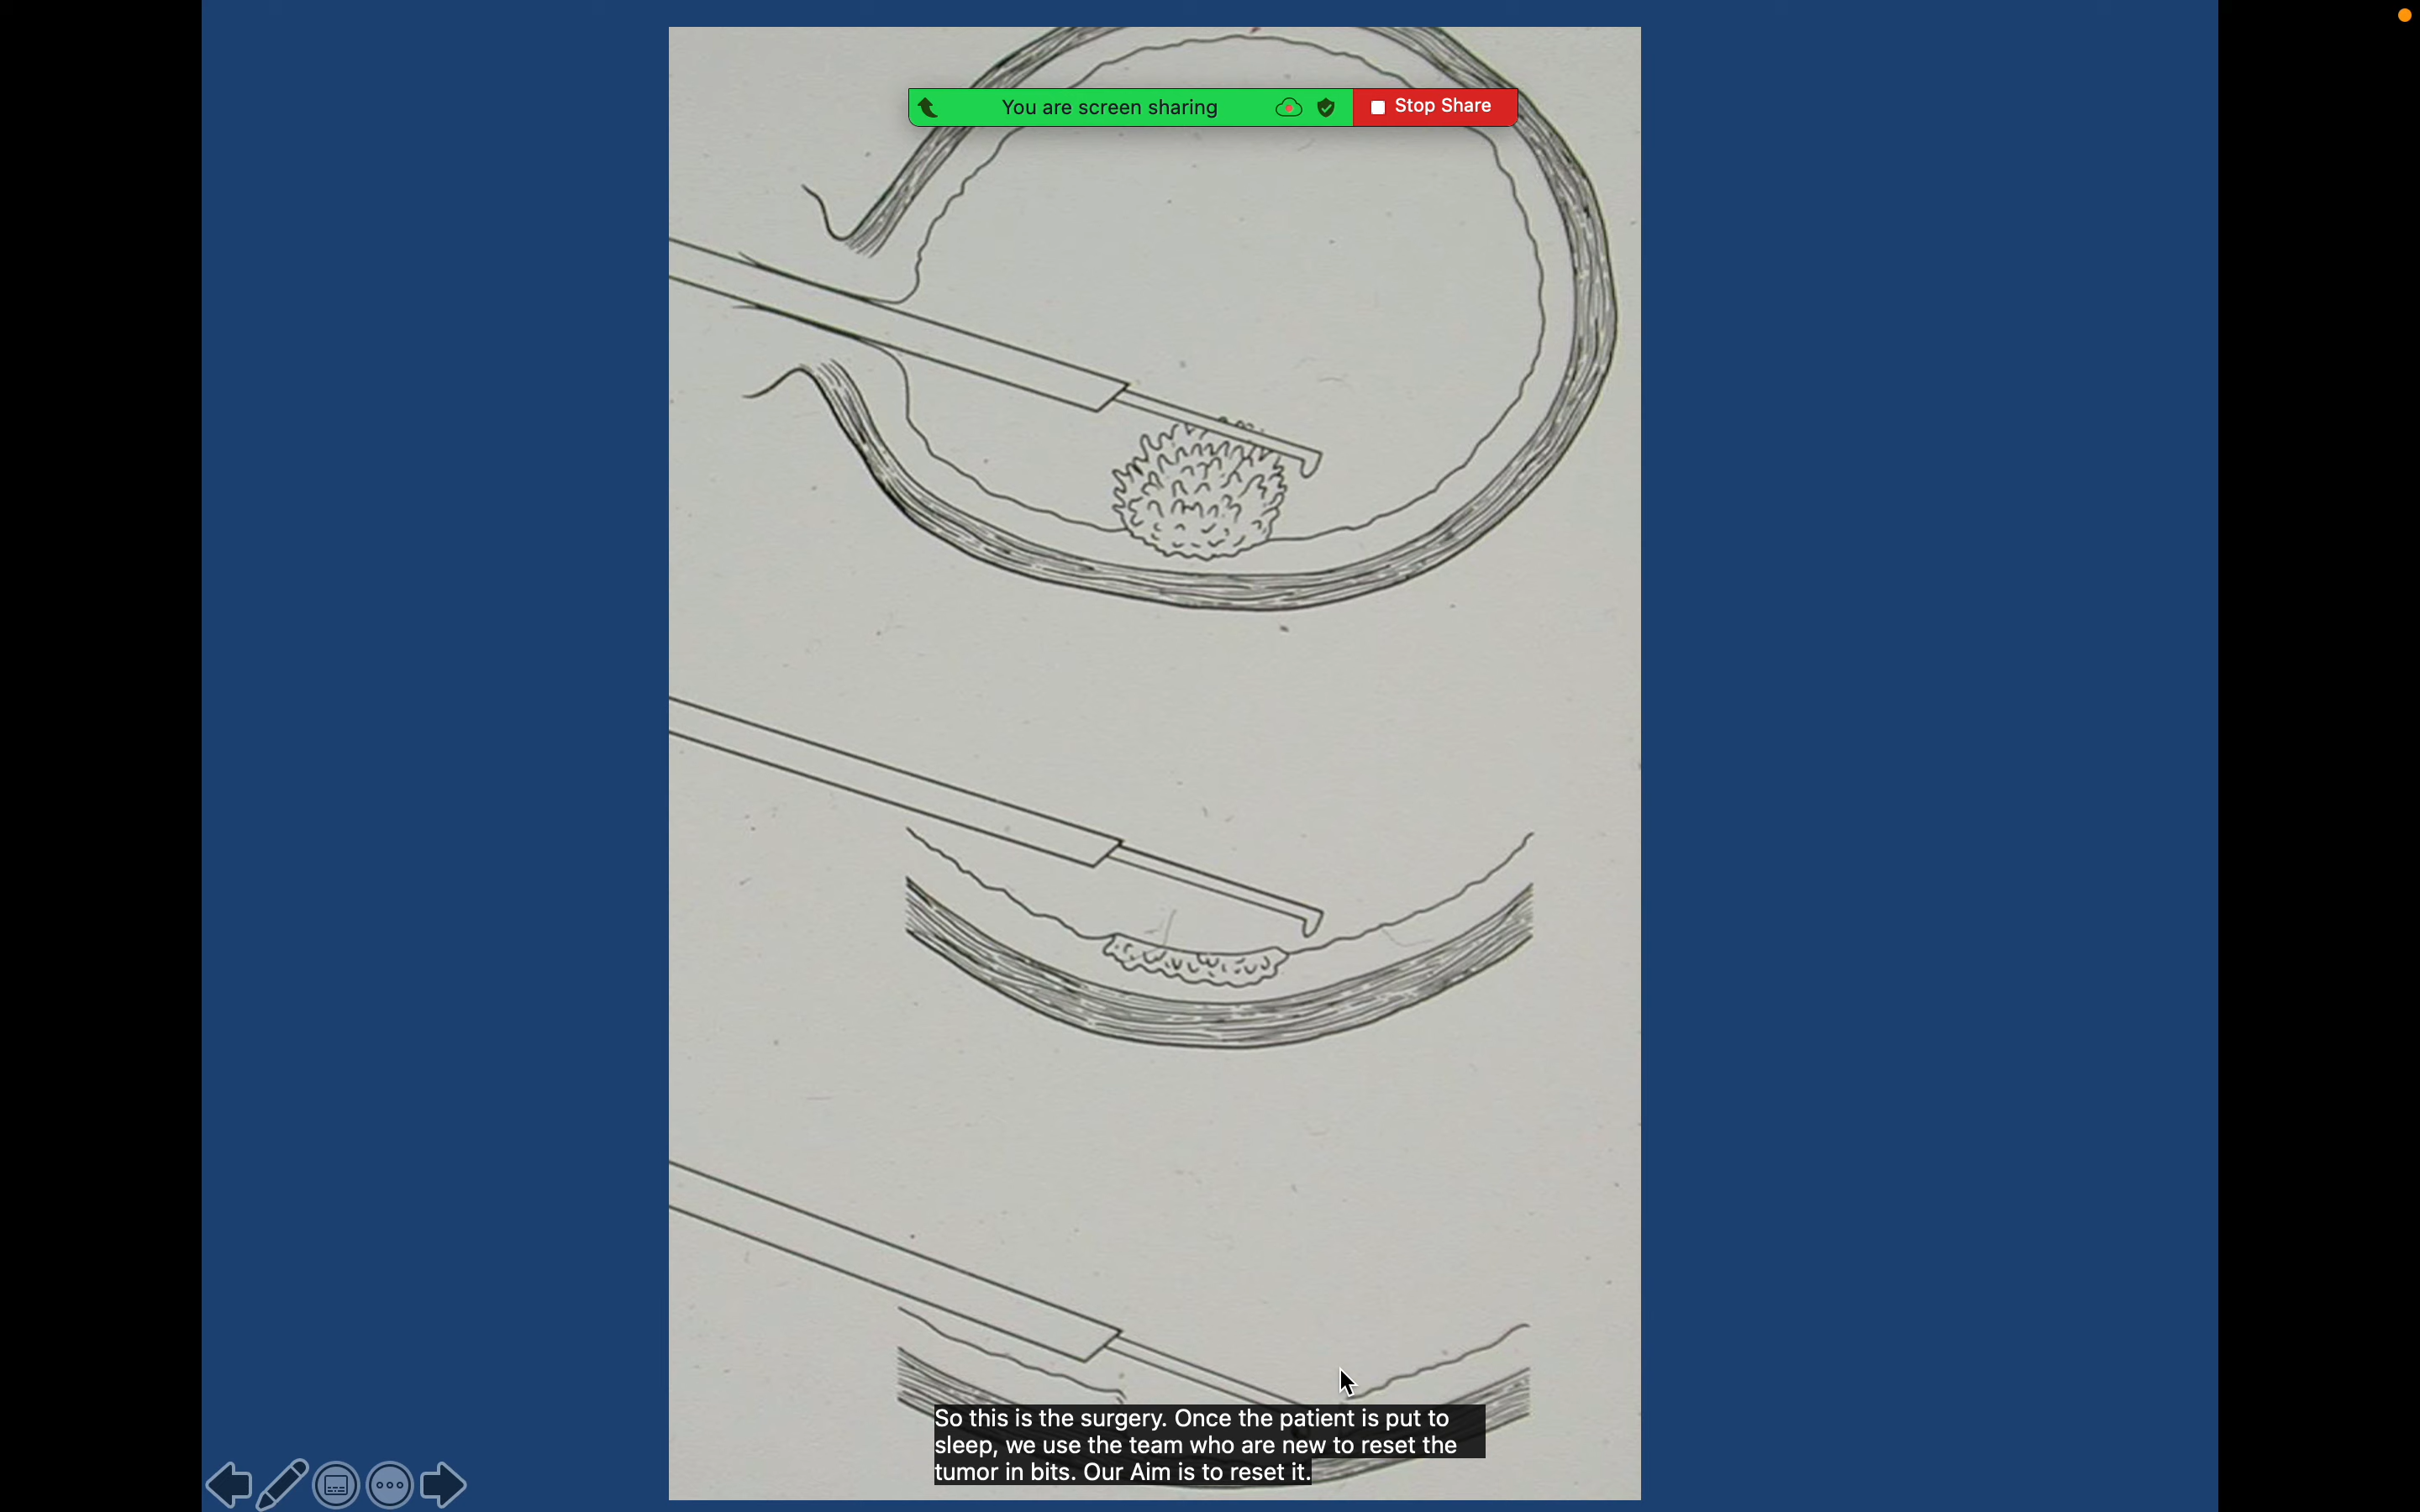 You are screen sharing
Stop Share
So this is the surgery. Once the patient is put to
sleep, we use the team who are new to reset the
tumor in bits. Our Aim is to reset it.